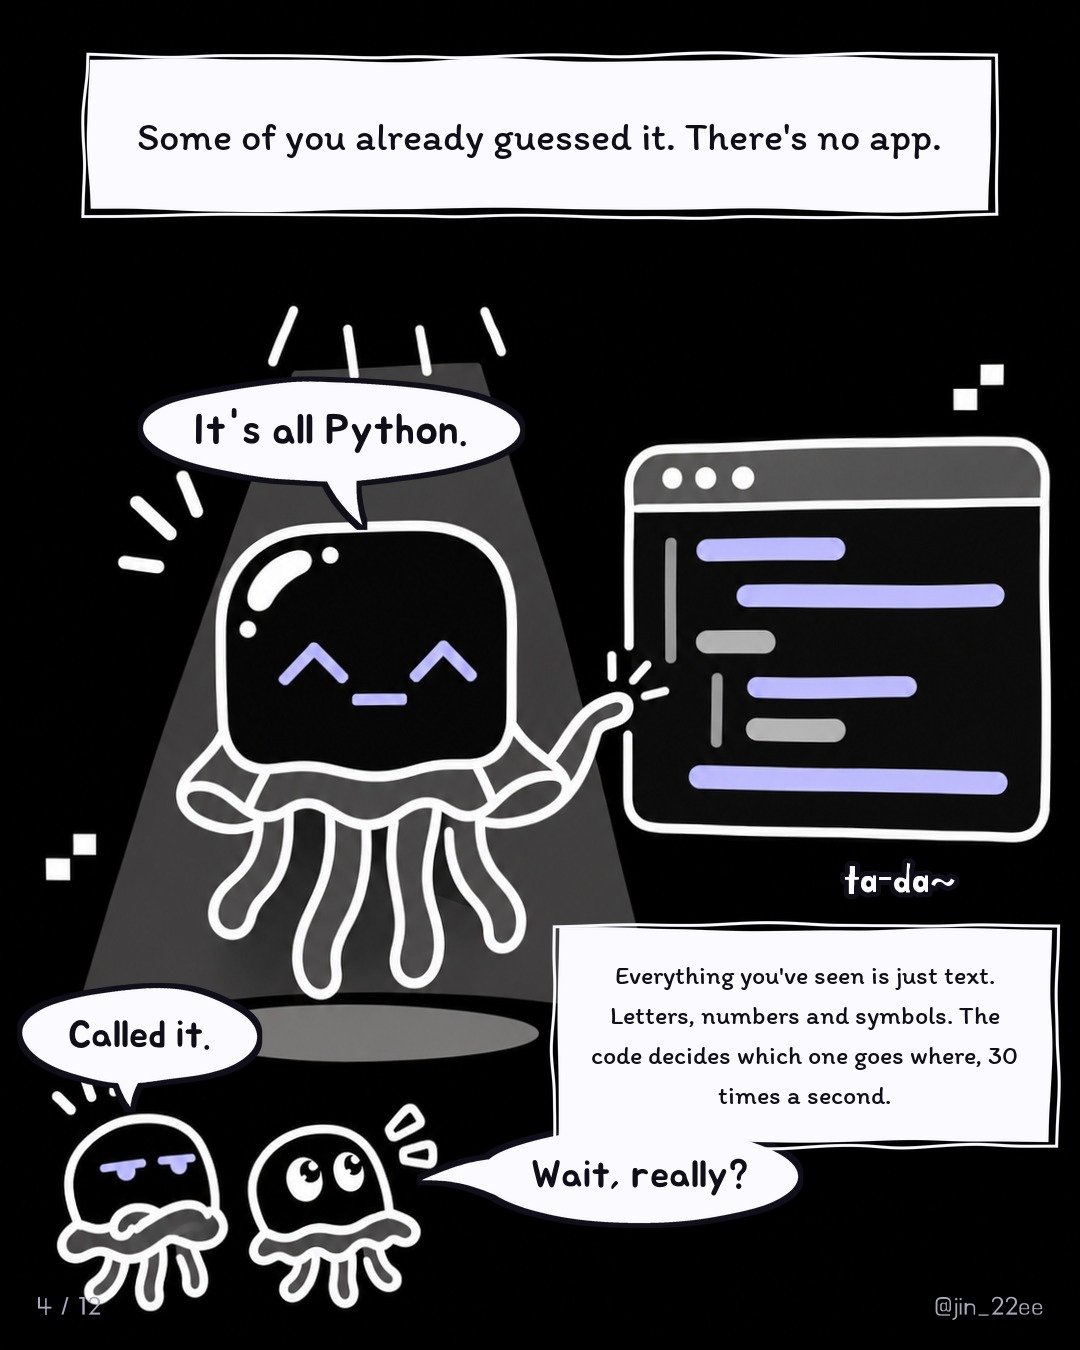 Some of you already guessed it. There's no app.
It's all Python.
ta-da~
Everything you've seen is just text.
Letters, numbers and symbols. The
code decides which one goes where, 30
times a second.
Called it.
Wait, really?
4 / 12
@jin_22ee